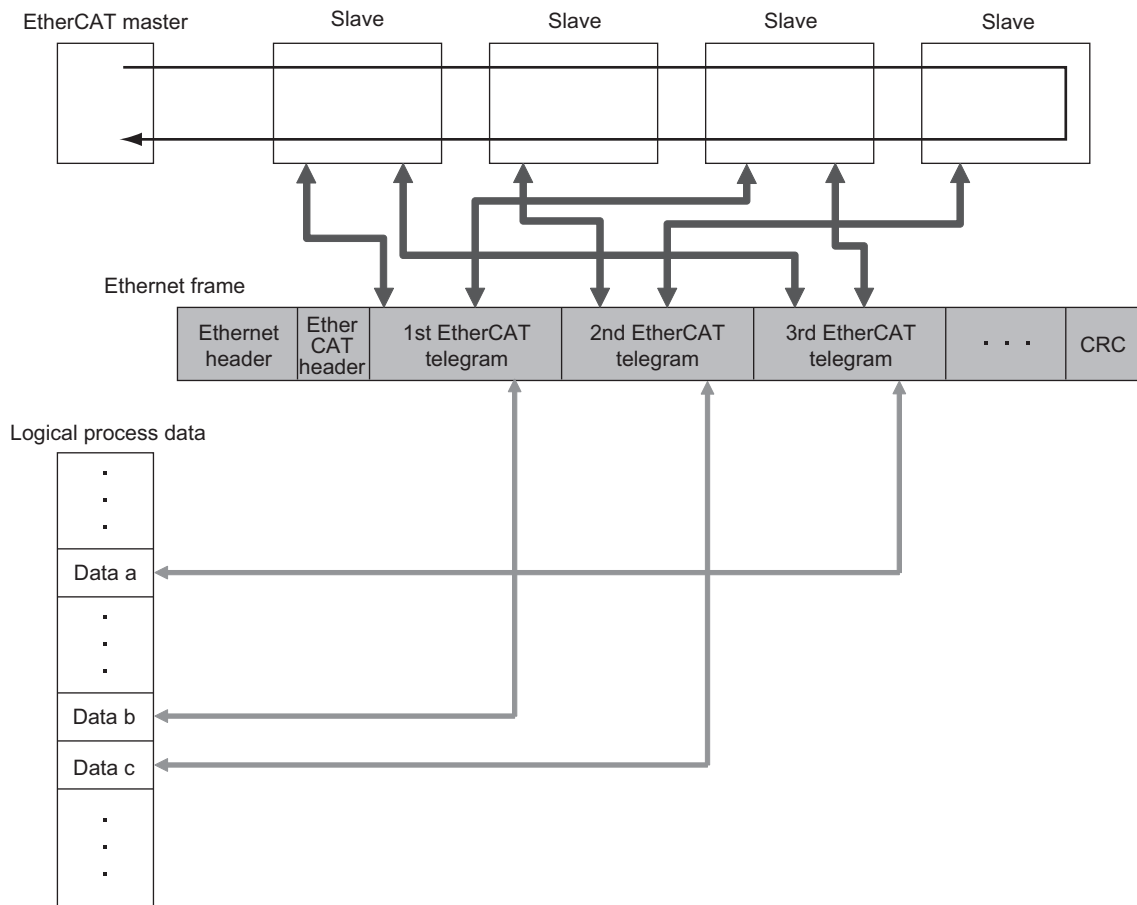 EtherCAT master
Slave
Slave
Slave
Slave
Ethernet frame
Ethernet
header
Ether
CAT
header
1st EtherCAT
telegram
2nd EtherCAT
telegram
3rd EtherCAT
telegram
· · ·
CRC
Logical process data
·
·
·
Data a
·
·
·
Data b
Data c
·
·
·